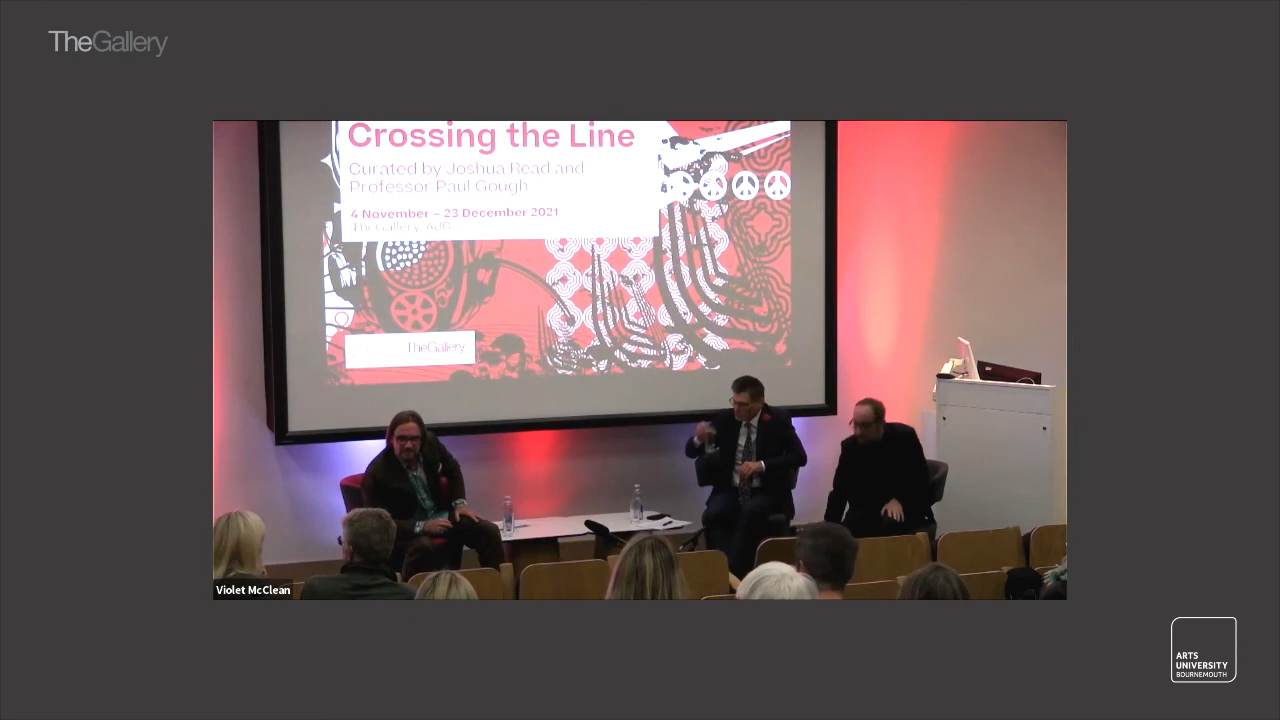 TheGallery
Crossing the Line
Curated by Joshua Read and
Professor Paul Gough
4 November – 23 December 2021
TheGallery, AUB
TheGallery
Violet McClean
ARTS
UNIVERSITY
BOURNEMOUTH